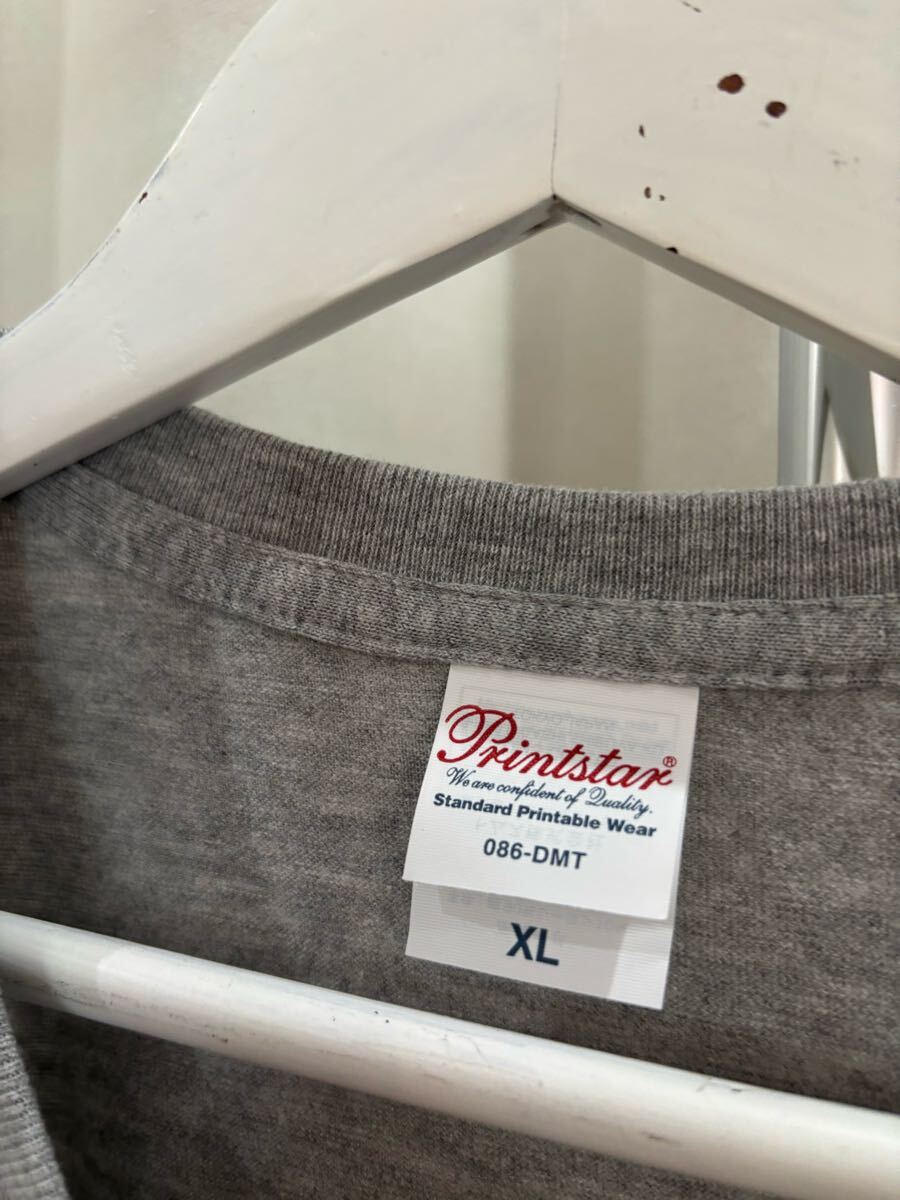 Printstar®
We are confident of Quality.
Standard Printable Wear
086-DMT
XL